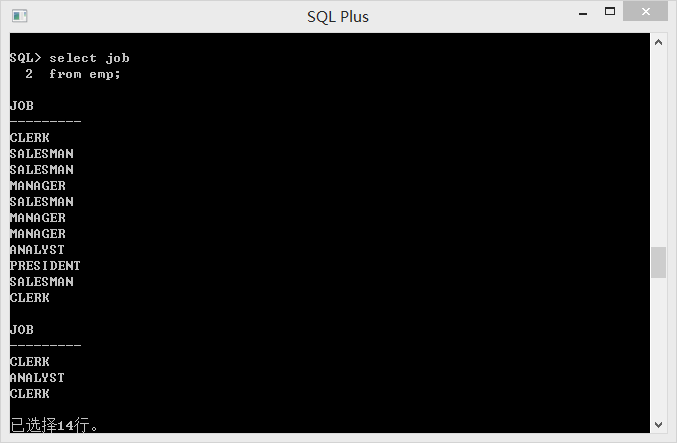 SQL Plus
SQL> select job
2 from emp;
JOB
---------
CLERK
SALESMAN
SALESMAN
MANAGER
SALESMAN
MANAGER
MANAGER
ANALYST
PRESIDENT
SALESMAN
CLERK
JOB
---------
CLERK
ANALYST
CLERK
已选择14行。